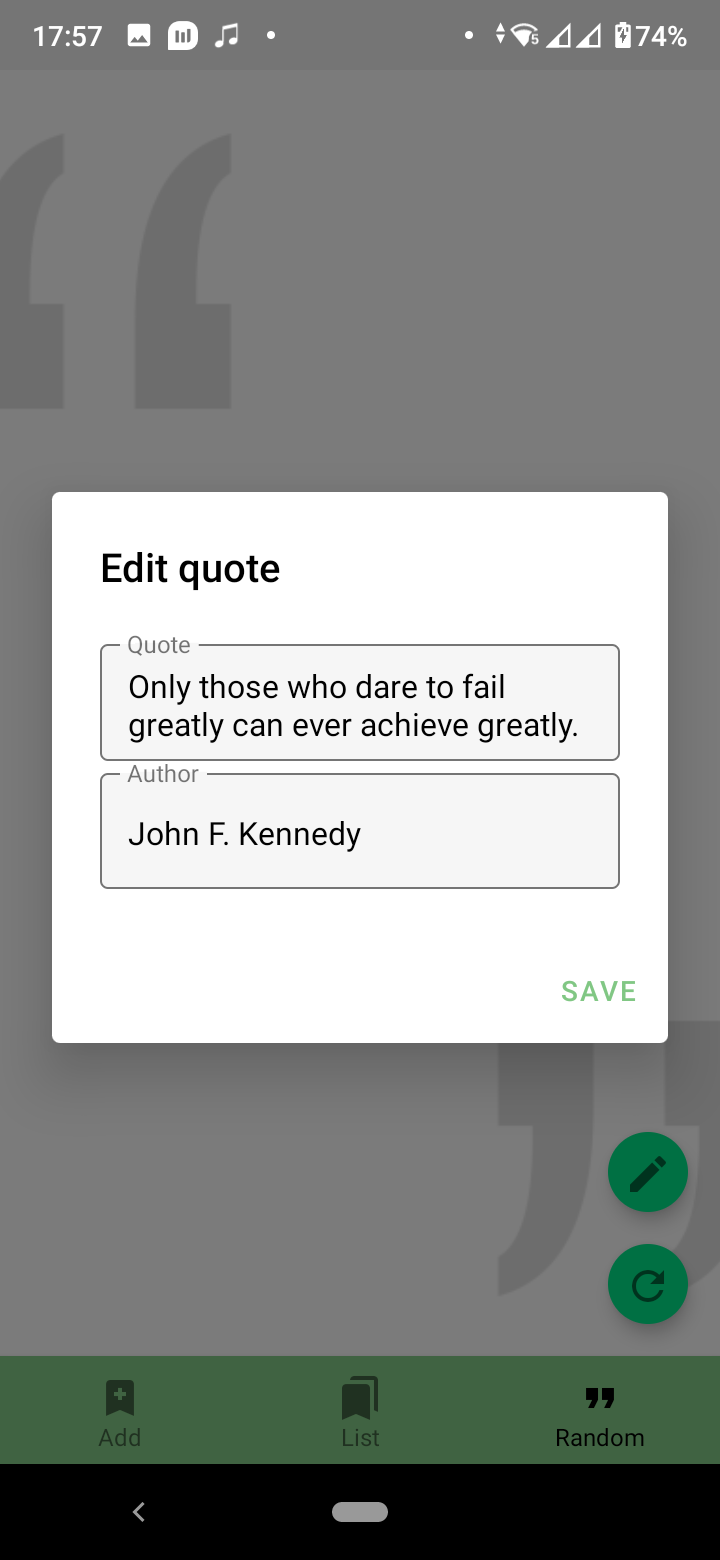 17:57
5
74%
Edit quote
Quote
Only those who dare to fail
greatly can ever achieve greatly.
Author
John F. Kennedy
SAVE
Add
List
Random